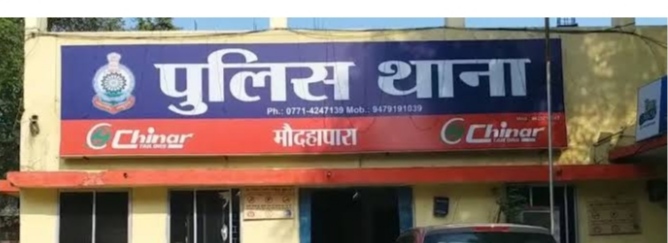 पुलिस थाना
Ph.: 0771-4247139 Mob.: 9479191039
Chinar मौदहापारा Chinar